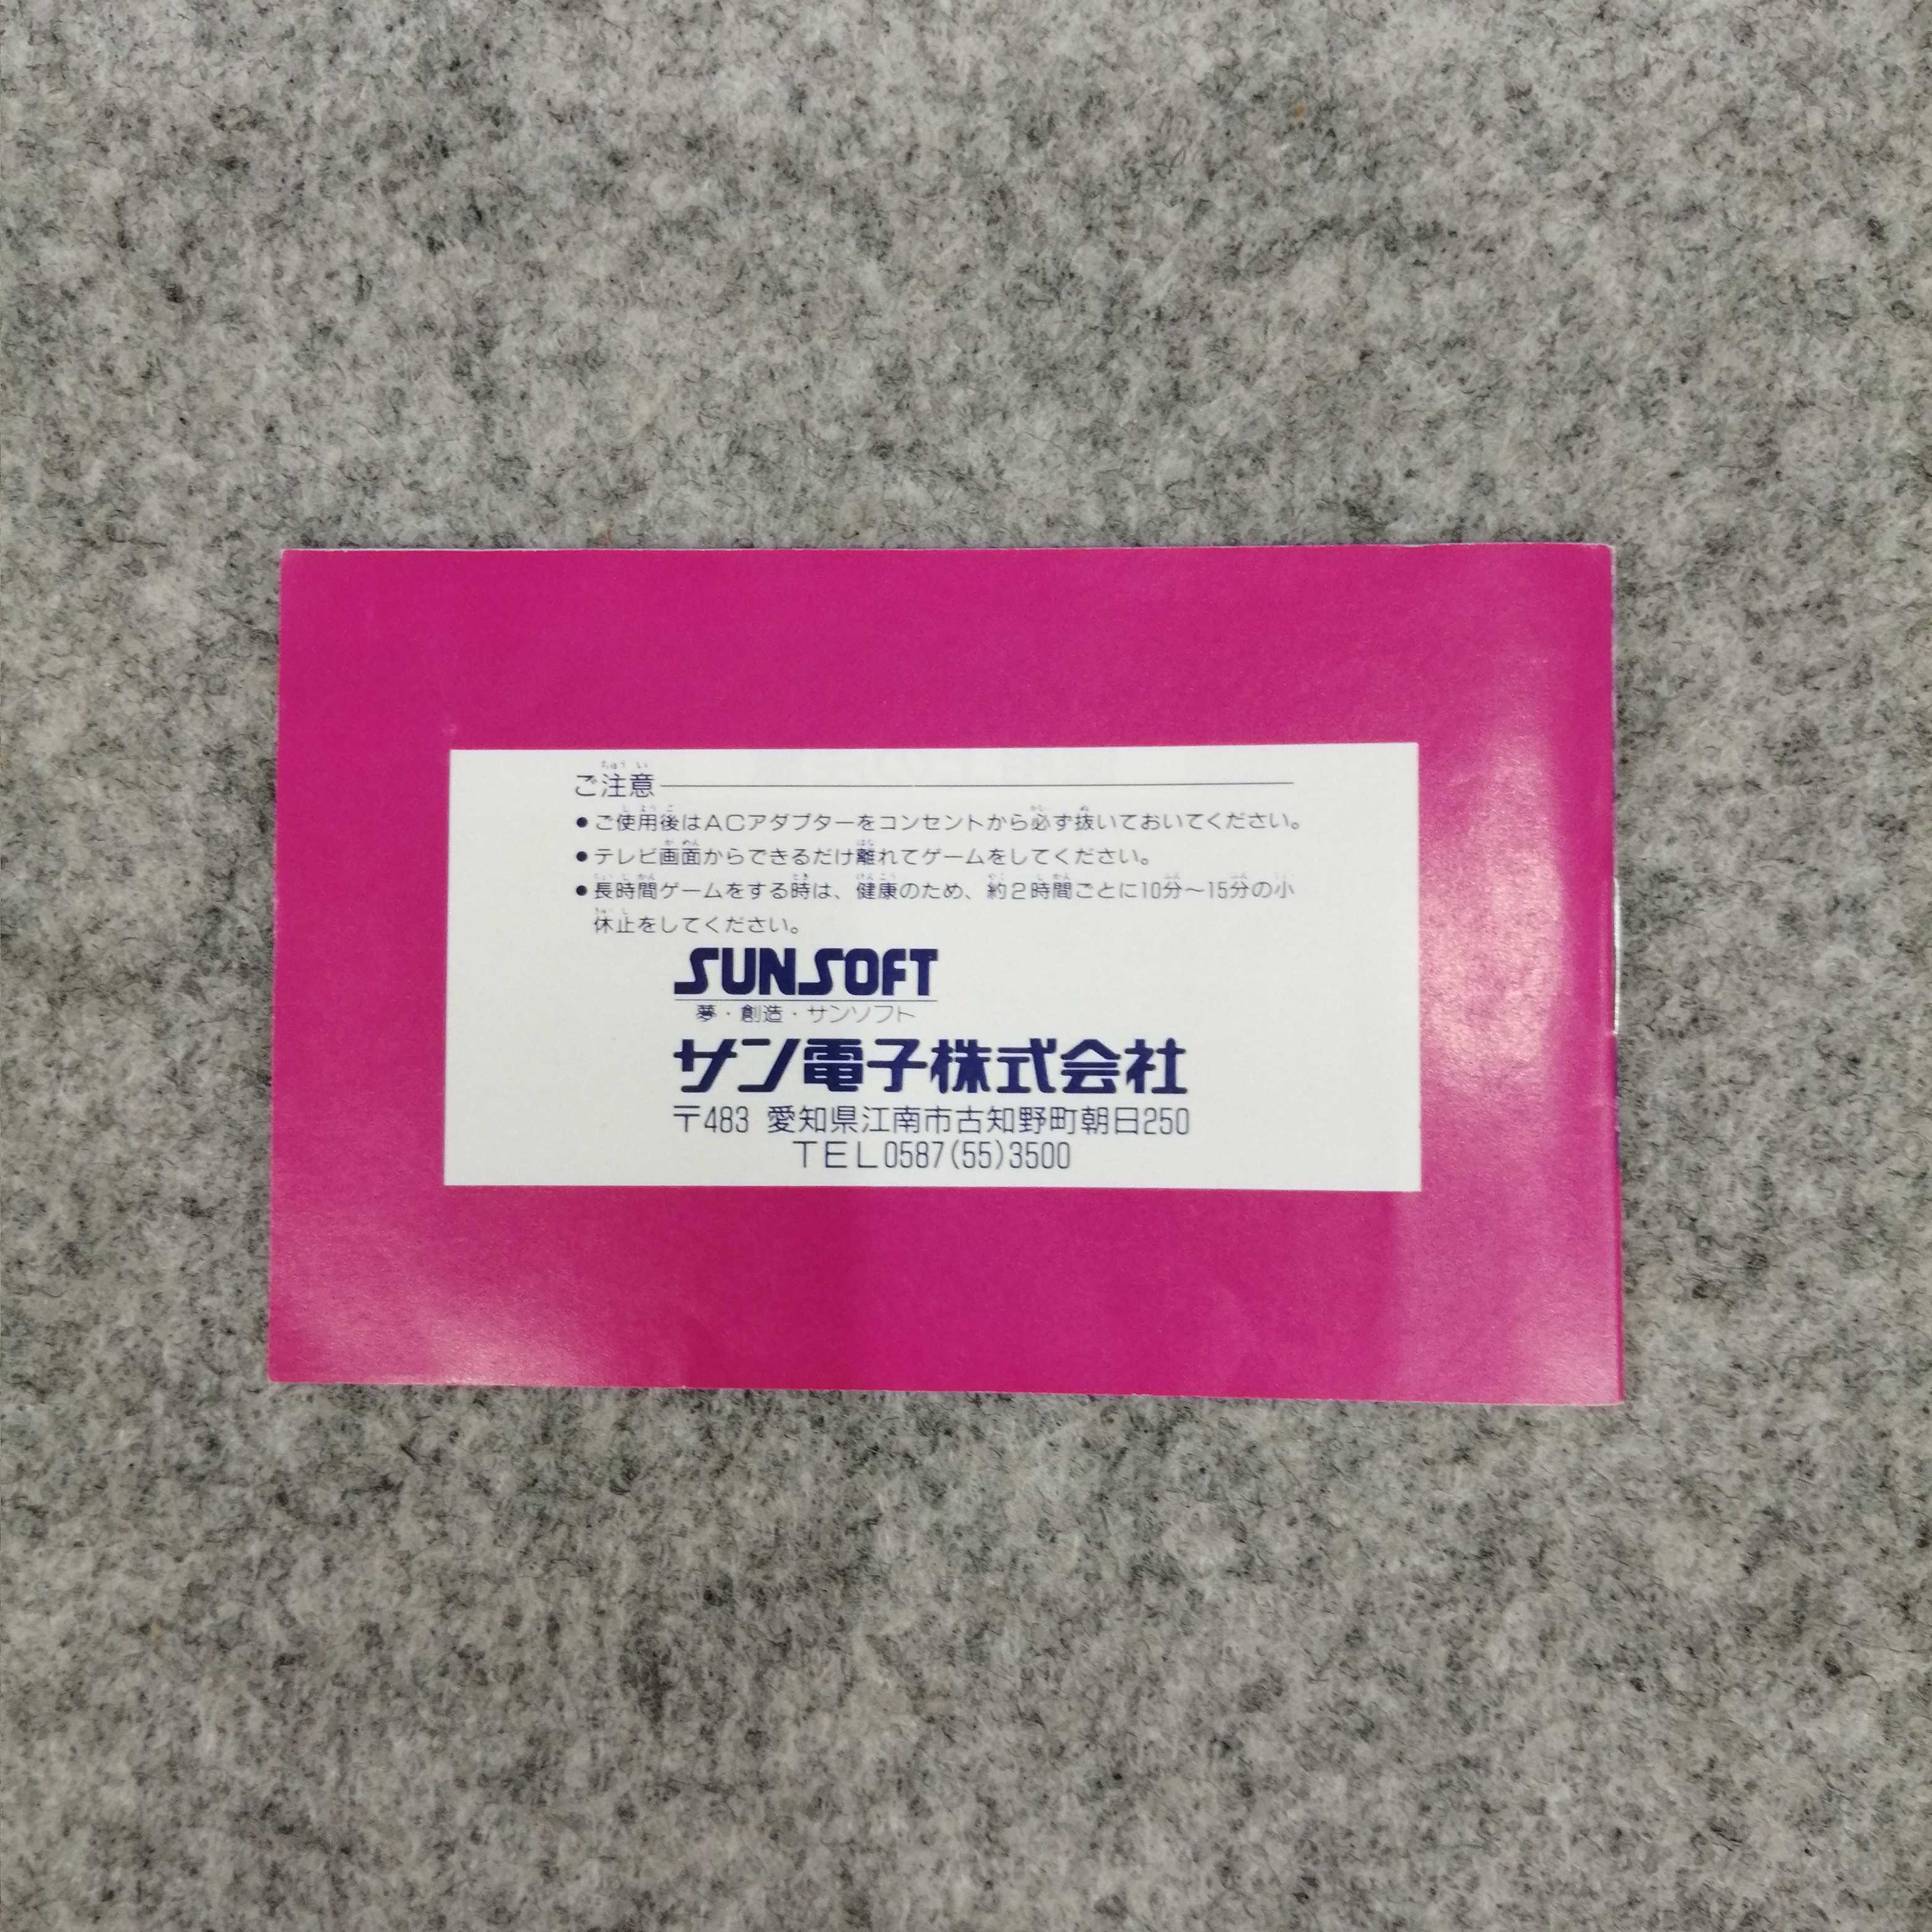 ご注意
●ご使用後はACアダプターをコンセントから必ず抜いておいてください。
●テレビ画面からできるだけ離れてゲームをしてください。
●長時間ゲームをする時は、健康のため、約2時間ごとに10分〜15分の小
休止をしてください。
SUNSOFT
夢・創造・サンソフト
サン電子株式会社
〒483 愛知県江南市古知野町朝日250
TEL0587(55)3500